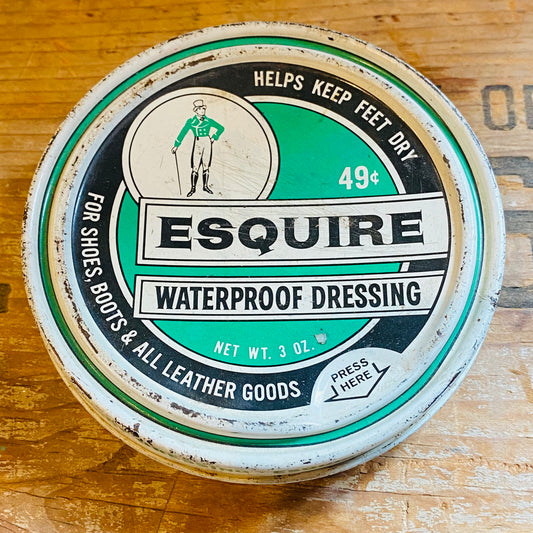 HELPS KEEP FEET DRY
49¢
ESQUIRE
WATERPROOF DRESSING
NET WT. 3 OZ.
FOR SHOES, BOOTS & ALL LEATHER GOODS
PRESS
HERE